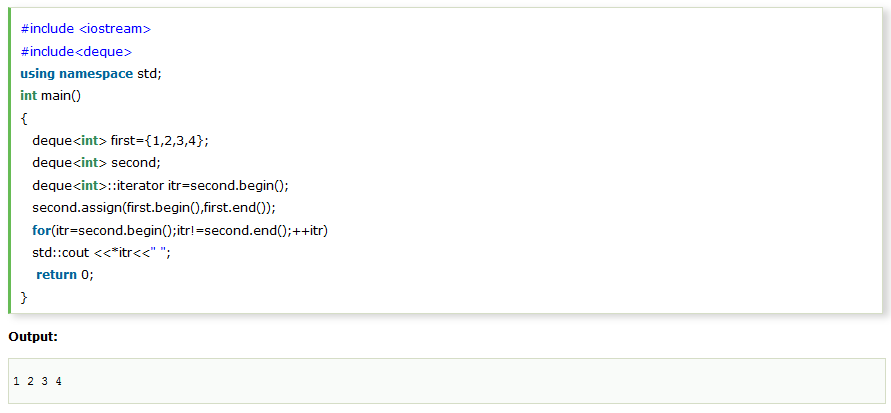 #include <iostream>
#include<deque>
using namespace std;
int main()
{
deque<int> first={1,2,3,4};
deque<int> second;
deque<int>::iterator itr=second.begin();
second.assign(first.begin(),first.end());
for(itr=second.begin();itr!=second.end();++itr)
std::cout <<*itr<<" ";
return 0;
}
Output:
1 2 3 4